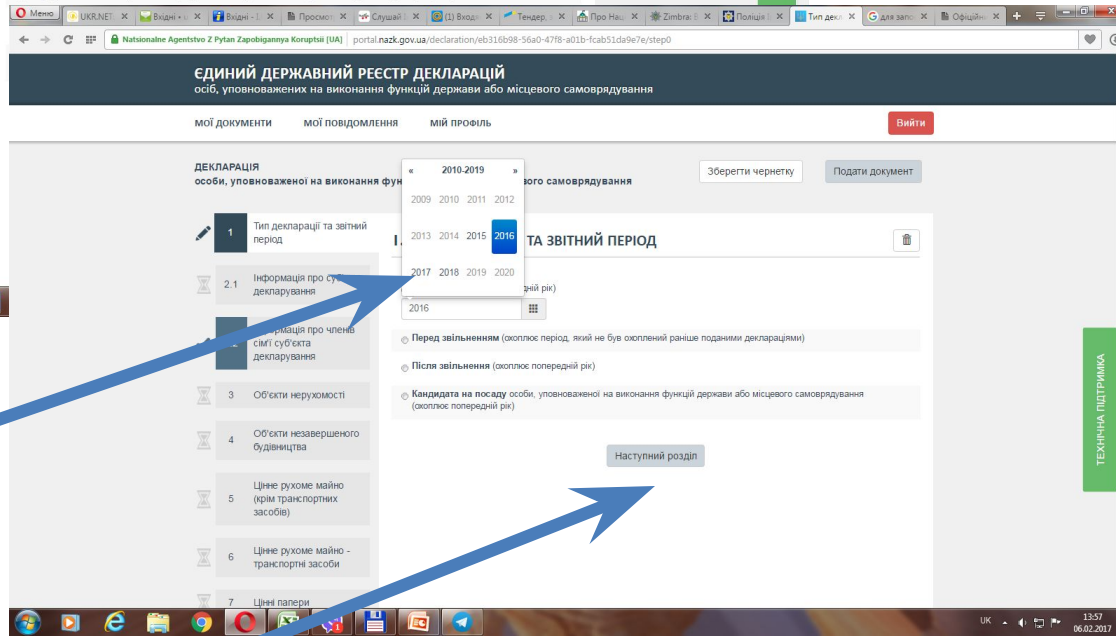 Меню
UKR.NET
Вхідні •
Вхідні - I
Просмот
Слушай
(1) Входя
Тендер,
Про Нац
Zimbra: Б
Поліція
Тип декл
для запо
Офіційн
Natsionalne Agentstvo Z Pytan Zapobigannya Koruptsii [UA] portal.nazk.gov.ua/declaration/eb316b98-56a0-47f8-a01b-fcab51da9e7e/step0
ЄДИНИЙ ДЕРЖАВНИЙ РЕЄСТР ДЕКЛАРАЦІЙ
осіб, уповноважених на виконання функцій держави або місцевого самоврядування
МОЇ ДОКУМЕНТИ МОЇ ПОВІДОМЛЕННЯ МІЙ ПРОФІЛЬ Вийти
ДЕКЛАРАЦІЯ
особи, уповноваженої на виконання фун вого самоврядування
Зберегти чернетку Подати документ
« 2010-2019 »
2009 2010 2011 2012
2013 2014 2015 2016
2017 2018 2019 2020
1 Тип декларації та звітний
період
2.1 Інформація про суб'
декларування
формація про членів
сім'ї суб'єкта
декларування
3 Об'єкти нерухомості
4 Об'єкти незавершеного
будівництва
5 Цінне рухоме майно
(крім транспортних
засобів)
6 Цінне рухоме майно -
транспортні засоби
7 Цінні папери
ТА ЗВІТНИЙ ПЕРІОД
дній рік)
2016
Перед звільненням (охоплює період, який не був охоплений раніше поданими деклараціями)
Після звільнення (охоплює попередній рік)
Кандидата на посаду особи, уповноваженої на виконання функцій держави або місцевого самоврядування
(охоплює попередній рік)
Наступний розділ
ТЕХНІЧНА ПІДТРИМКА
UK 13:57
06.02.2017